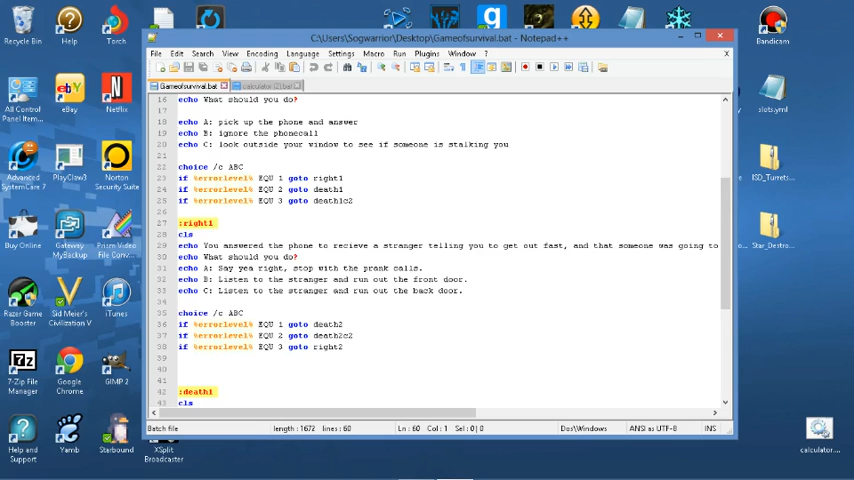 C:\Users\Sogwarrior\Desktop\Gameofsurvival.bat - Notepad++
File Edit Search View Encoding Language Settings Macro Run Plugins Window ? X
Gameofsurvival.bat calculator (2).bat
16 echo What should you do?
17
18 echo A: pick up the phone and answer
19 echo B: ignore the phonecall
20 echo C: look outside your window to see if someone is stalking you
21
22 choice /c ABC
23 if %errorlevel% EQU 1 goto right1
24 if %errorlevel% EQU 2 goto death1
25 if %errorlevel% EQU 3 goto death1c2
26
27 :right1
28 cls
29 echo You answered the phone to recieve a stranger telling you to get out fast, and that someone was going to
30 echo What should you do?
31 echo A: Say yea right, stop with the prank calls.
32 echo B: Listen to the stranger and run out the front door.
33 echo C: Listen to the stranger and run out the back door.
34
35 choice /c ABC
36 if %errorlevel% EQU 1 goto death2
37 if %errorlevel% EQU 2 goto death2c2
38 if %errorlevel% EQU 3 goto right2
39
40
41
42 :death1
43 cls
Batch file length : 1672 lines : 60 Ln : 60 Col : 1 Sel : 0 | 0 Dos\Windows ANSI as UTF-8 INS
Recycle Bin
Help
Torch
All Control Panel Item...
eBay
Netflix
Advanced SystemCare 7
PlayClaw3
Norton Security Suite
Buy Online
Gateway MyBackup
Prism Video File Conv...
Razer Game Booster
Sid Meier's Civilization V
iTunes
7-Zip File Manager
Google Chrome
GIMP 2
Help and Support
Yamb
Starbound
XSplit Broadcaster
Bandicam
slots.yml
ISD_Turrets...
Star_Destro...
calculator....